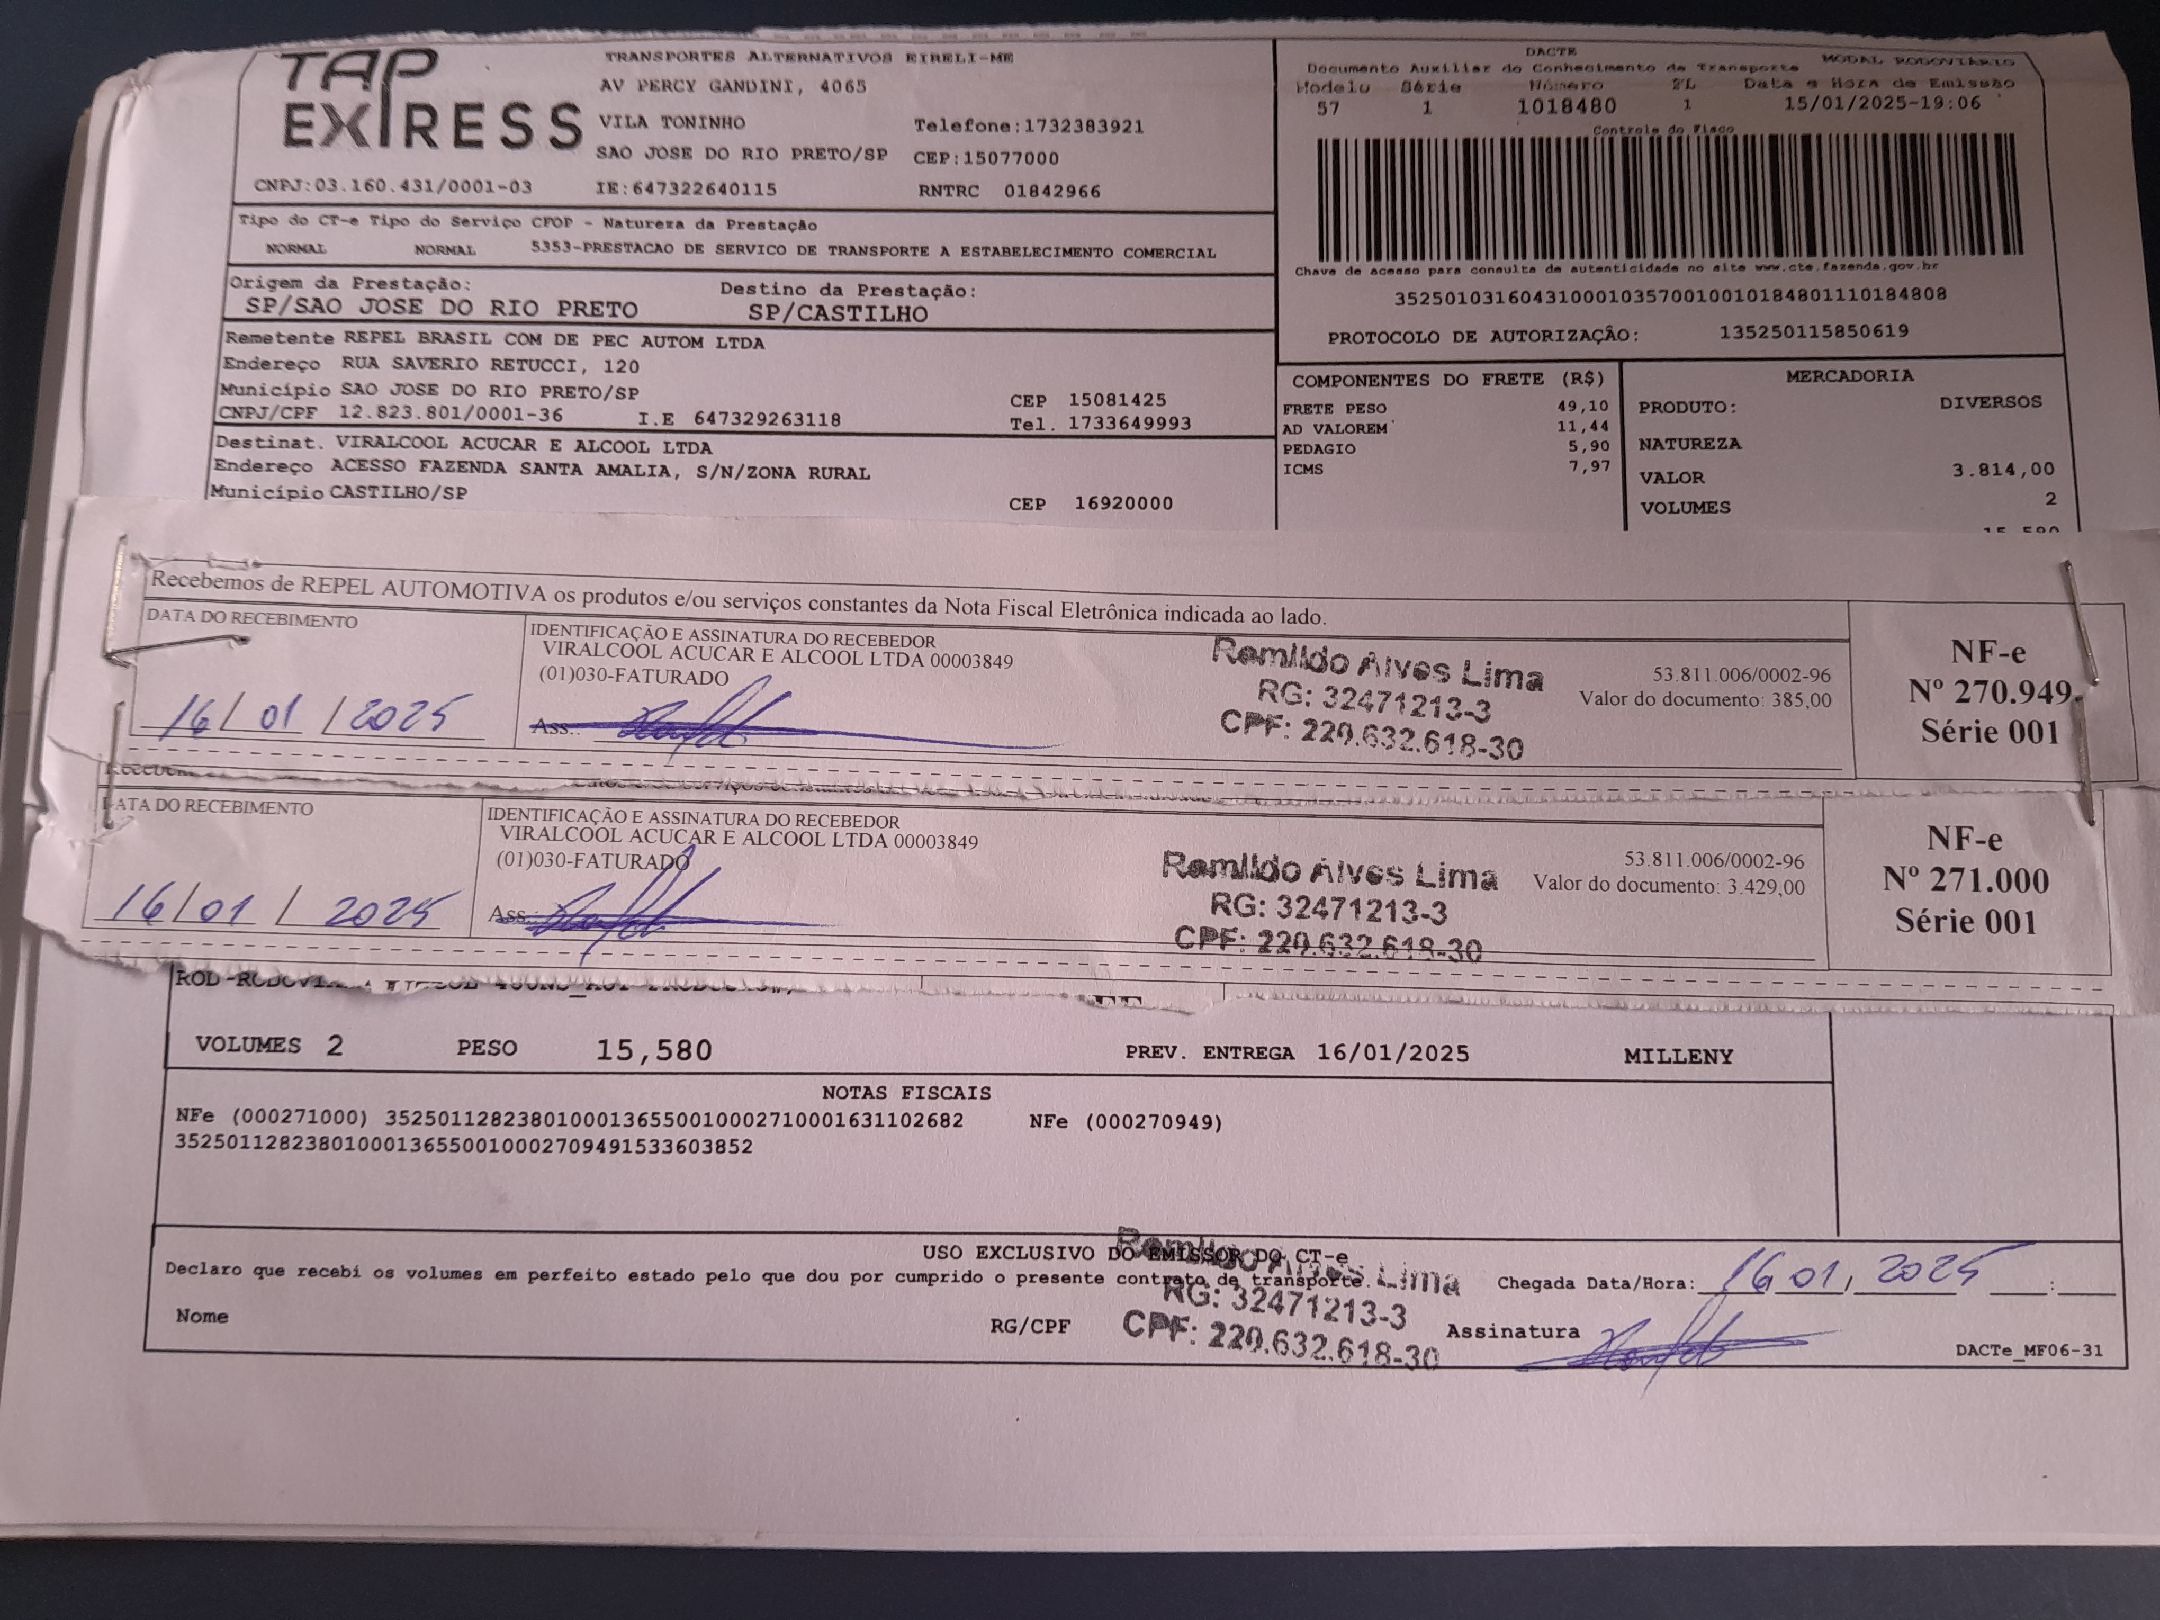 TAP EXPRESS
TRANSPORTES ALTERNATIVOS EIRELI-ME
AV PERCY GANDINI, 4065
VILA TONINHO Telefone:1732383921
SAO JOSE DO RIO PRETO/SP CEP:15077000
CNPJ:03.160.431/0001-03 IE:647322640115 RNTRC 01842966
DACTE MODAL RODOVIÁRIO
Documento Auxiliar do Conhecimento de Transporte
Modelo Série Número FL Data e Hora de Emissão
57 1 1018480 1 15/01/2025-19:06
Controle do Fisco
Chave de acesso para consulta de autenticidade no site www.cte.fazenda.gov.br
35250103160431000103570010010184801110184808
PROTOCOLO DE AUTORIZAÇÃO: 135250115850619
Tipo do CT-e Tipo do Serviço CFOP - Natureza da Prestação
NORMAL NORMAL 5353-PRESTACAO DE SERVICO DE TRANSPORTE A ESTABELECIMENTO COMERCIAL
Origem da Prestação: Destino da Prestação:
SP/SAO JOSE DO RIO PRETO SP/CASTILHO
Remetente REPEL BRASIL COM DE PEC AUTOM LTDA
Endereço RUA SAVERIO RETUCCI, 120
Município SAO JOSE DO RIO PRETO/SP CEP 15081425
CNPJ/CPF 12.823.801/0001-36 I.E 647329263118 Tel. 1733649993
Destinat. VIRALCOOL ACUCAR E ALCOOL LTDA
Endereço ACESSO FAZENDA SANTA AMALIA, S/N/ZONA RURAL
Município CASTILHO/SP CEP 16920000
COMPONENTES DO FRETE (R$)
FRETE PESO 49,10
AD VALOREM 11,44
PEDAGIO 5,90
ICMS 7,97
MERCADORIA
PRODUTO: DIVERSOS
NATUREZA
VALOR 3.814,00
VOLUMES 2
Recebemos de REPEL AUTOMOTIVA os produtos e/ou serviços constantes da Nota Fiscal Eletrônica indicada ao lado.
DATA DO RECEBIMENTO
16/01/2025
IDENTIFICAÇÃO E ASSINATURA DO RECEBEDOR
VIRALCOOL ACUCAR E ALCOOL LTDA 00003849
(01)030-FATURADO
Ass.:
Romildo Alves Lima
RG: 32471213-3
CPF: 220.632.618-30
53.811.006/0002-96
Valor do documento: 385,00
NF-e
Nº 270.949
Série 001
DATA DO RECEBIMENTO
16/01/2025
IDENTIFICAÇÃO E ASSINATURA DO RECEBEDOR
VIRALCOOL ACUCAR E ALCOOL LTDA 00003849
(01)030-FATURADO
Ass.:
Romildo Alves Lima
RG: 32471213-3
CPF: 220.632.618-30
53.811.006/0002-96
Valor do documento: 3.429,00
NF-e
Nº 271.000
Série 001
VOLUMES 2 PESO 15,580 PREV. ENTREGA 16/01/2025 MILLENY
NOTAS FISCAIS
NFe (000271000) 35250112823801000136550010002710001631102682 NFe (000270949)
35250112823801000136550010002709491533603852
USO EXCLUSIVO DO EMISSOR DO CT-e
Declaro que recebi os volumes em perfeito estado pelo que dou por cumprido o presente contrato de transporte.
Chegada Data/Hora: 16 01, 2025 :
Nome RG/CPF Assinatura
Romildo Alves Lima
RG: 32471213-3
CPF: 220.632.618-30
DACTe_MF06-31